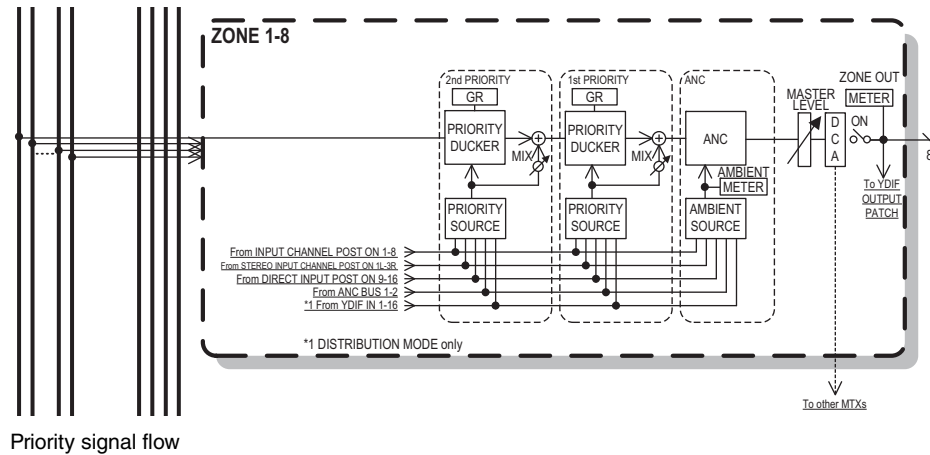 ZONE 1-8
2nd PRIORITY
1st PRIORITY
ANC
ZONE OUT
GR
GR
MASTER
LEVEL
METER
PRIORITY
DUCKER
MIX
PRIORITY
DUCKER
MIX
ANC
D
C
A
ON
8
AMBIENT
METER
To YDIF
OUTPUT
PATCH
PRIORITY
SOURCE
PRIORITY
SOURCE
AMBIENT
SOURCE
From INPUT CHANNEL POST ON 1-8
From STEREO INPUT CHANNEL POST ON 1L-3R
From DIRECT INPUT POST ON 9-16
From ANC BUS 1-2
*1 From YDIF IN 1-16
*1 DISTRIBUTION MODE only
To other MTXs
Priority signal flow